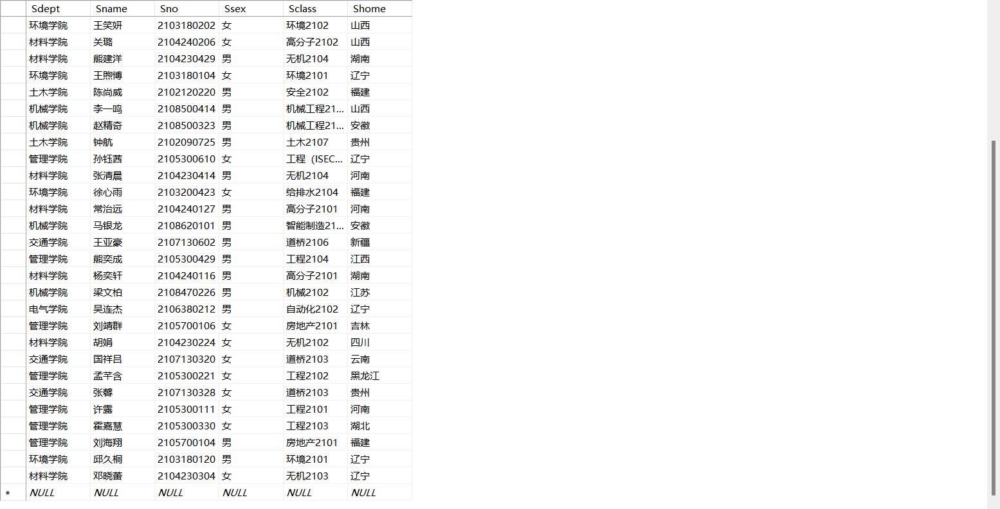 Sdept Sname Sno Ssex Sclass Shome
环境学院 王笑妍 2103180202 女 环境2102 山西
材料学院 关璐 2104240206 女 高分子2102 山西
材料学院 熊建洋 2104230429 男 无机2104 湖南
环境学院 王煦博 2103180104 女 环境2101 辽宁
土木学院 陈尚威 2102120220 男 安全2102 福建
机械学院 李一鸣 2108500414 男 机械工程21... 山西
机械学院 赵精奇 2108500323 男 机械工程21... 安徽
土木学院 钟航 2102090725 男 土木2107 贵州
管理学院 孙钰茜 2105300610 女 工程（ISEC... 辽宁
材料学院 张清晨 2104230414 男 无机2104 河南
环境学院 徐心雨 2103200423 女 给排水2104 福建
材料学院 常治远 2104240127 男 高分子2101 河南
机械学院 马银龙 2108620101 男 智能制造21... 安徽
交通学院 王亚豪 2107130602 男 道桥2106 新疆
管理学院 熊奕成 2105300429 男 工程2104 江西
材料学院 杨奕轩 2104240116 男 高分子2101 湖南
机械学院 梁文柏 2108470226 男 机械2102 江苏
电气学院 吴连杰 2106380212 男 自动化2102 辽宁
管理学院 刘靖群 2105700106 女 房地产2101 吉林
材料学院 胡娟 2104230224 女 无机2102 四川
交通学院 国祥吕 2107130320 女 道桥2103 云南
管理学院 孟芊含 2105300221 女 工程2102 黑龙江
交通学院 张馨 2107130328 女 道桥2103 贵州
管理学院 许露 2105300111 女 工程2101 河南
管理学院 霍嘉慧 2105300330 女 工程2103 湖北
管理学院 刘海翔 2105700104 男 房地产2101 福建
环境学院 邱久桐 2103180120 男 环境2101 辽宁
材料学院 邓晓蕾 2104230304 女 无机2103 辽宁
NULL NULL NULL NULL NULL NULL